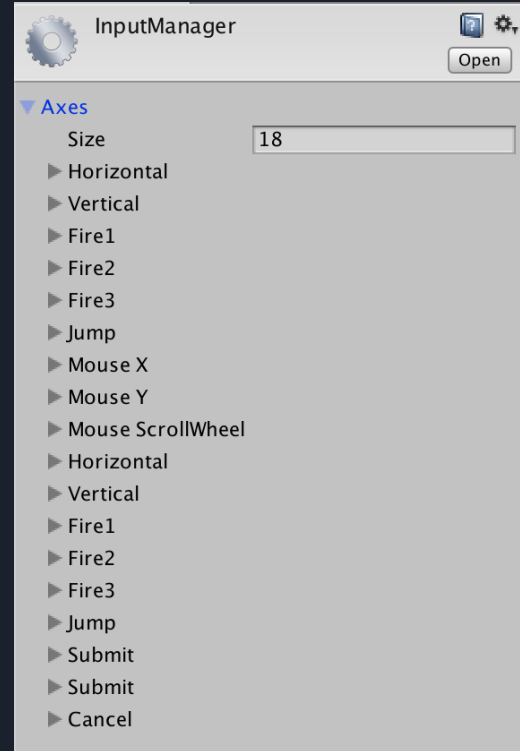 InputManager
Open
Axes
Size 18
Horizontal
Vertical
Fire1
Fire2
Fire3
Jump
Mouse X
Mouse Y
Mouse ScrollWheel
Horizontal
Vertical
Fire1
Fire2
Fire3
Jump
Submit
Submit
Cancel